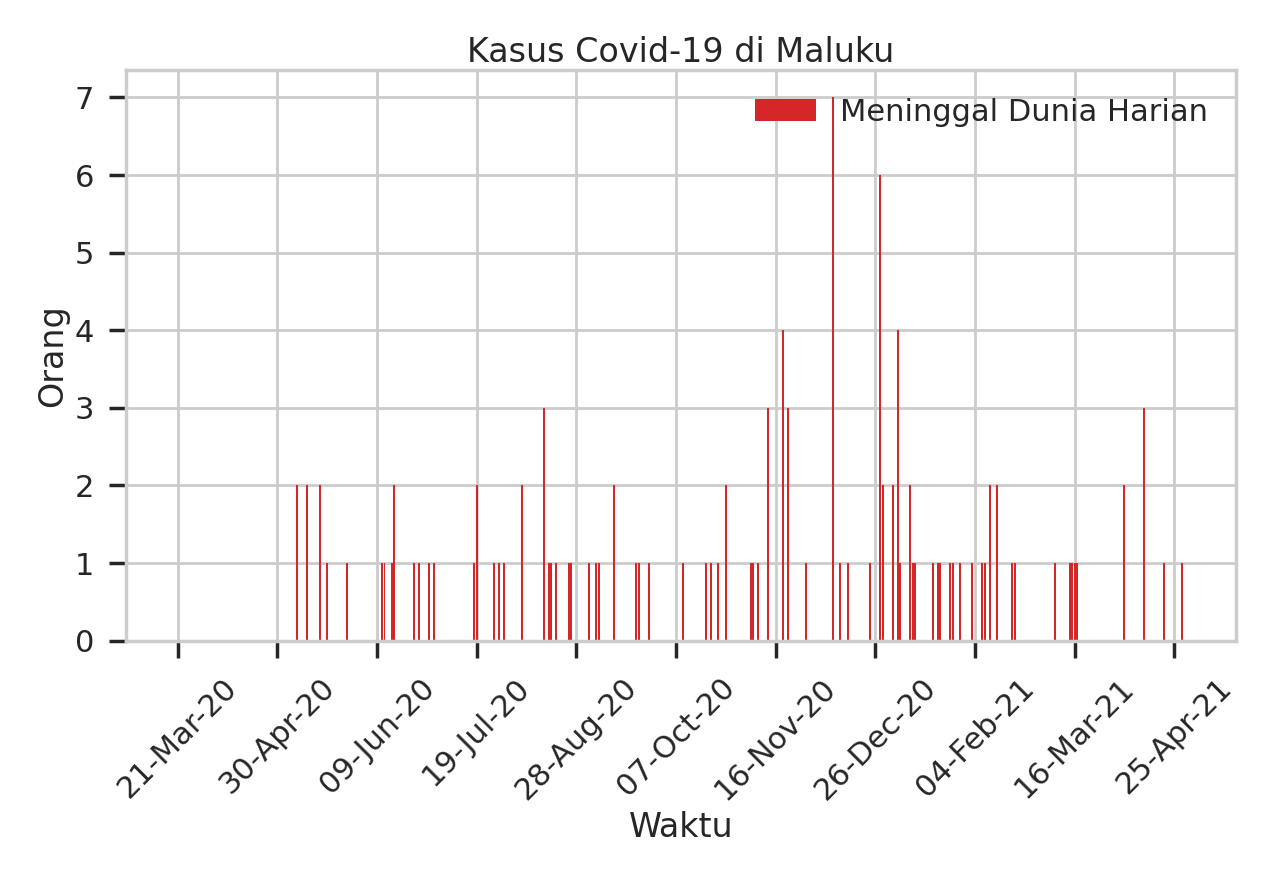 Kasus Covid-19 di Maluku
Meninggal Dunia Harian
Orang
7
6
5
4
3
2
1
0
21-Mar-20
30-Apr-20
09-Jun-20
19-Jul-20
28-Aug-20
07-Oct-20
16-Nov-20
26-Dec-20
04-Feb-21
16-Mar-21
25-Apr-21
Waktu